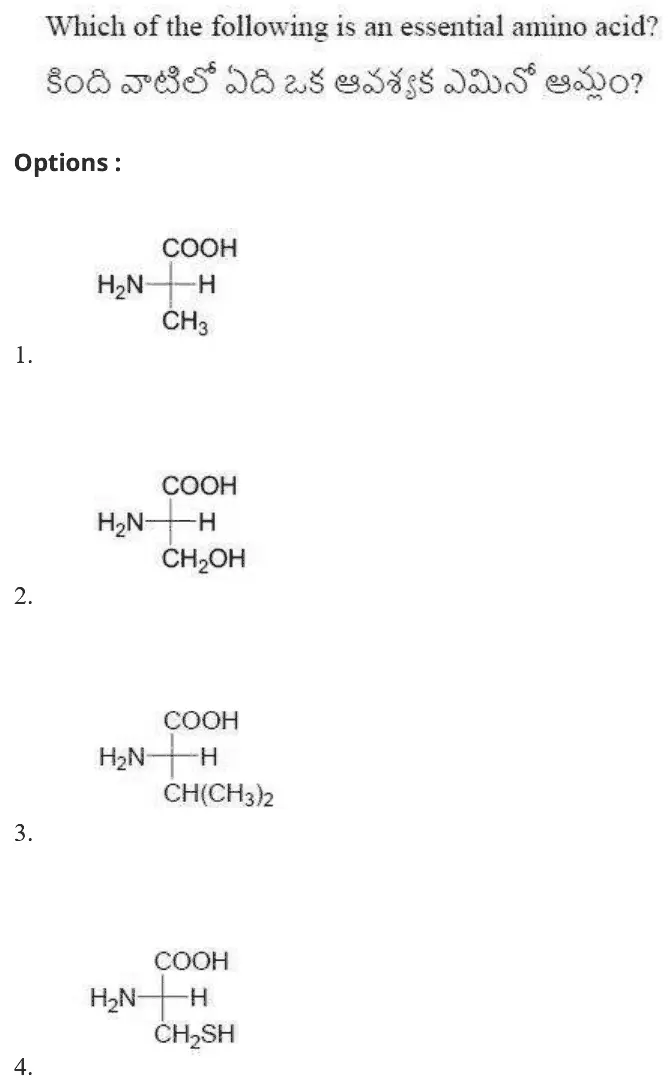 Which of the following is an essential amino acid?
కింది వాటిలో ఏది ఒక ఆవశ్యక ఎమినో ఆమ్లం?
Options :
COOH
H₂N H
CH₃
1.
COOH
H₂N H
CH₂OH
2.
COOH
H₂N H
CH(CH₃)₂
3.
COOH
H₂N H
CH₂SH
4.